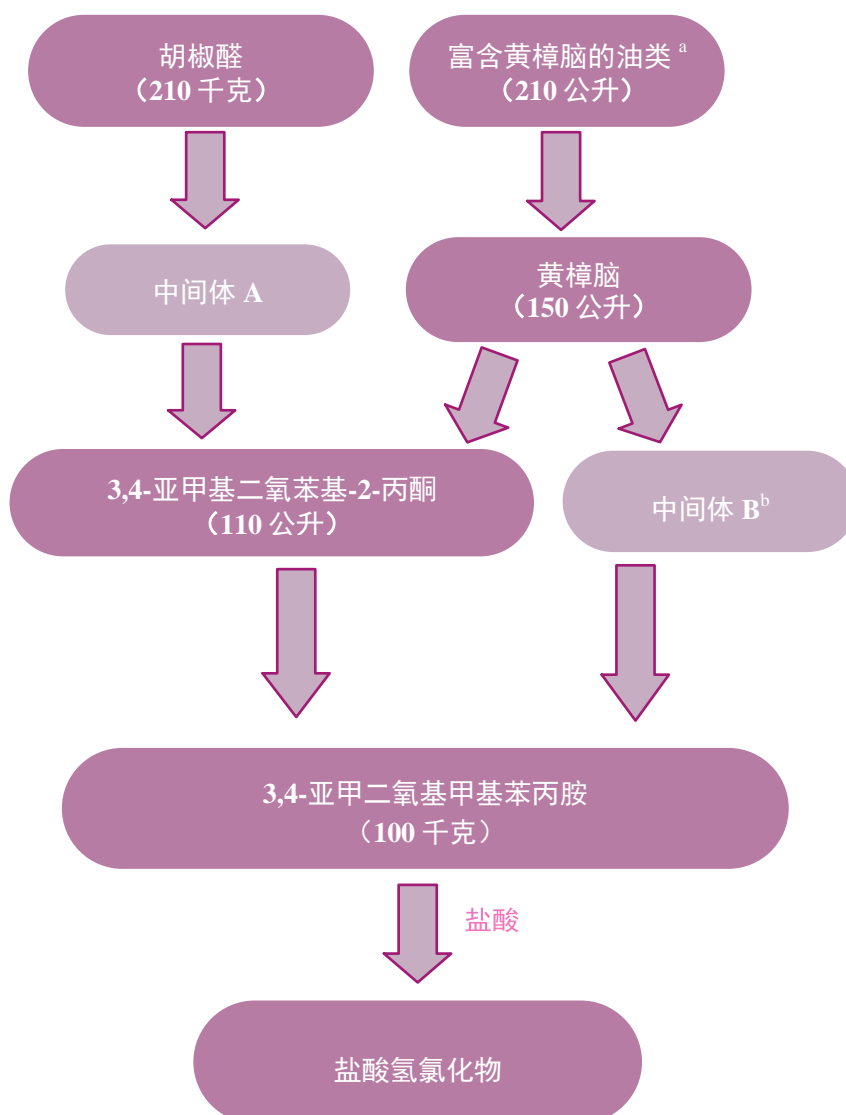 胡椒醛
（210 千克）
富含黄樟脑的油类 a
（210 公升）
中间体 A
黄樟脑
（150 公升）
3,4-亚甲基二氧苯基-2-丙酮
（110 公升）
中间体 Bb
3,4-亚甲二氧基甲基苯丙胺
（100 千克）
盐酸
盐酸氢氯化物